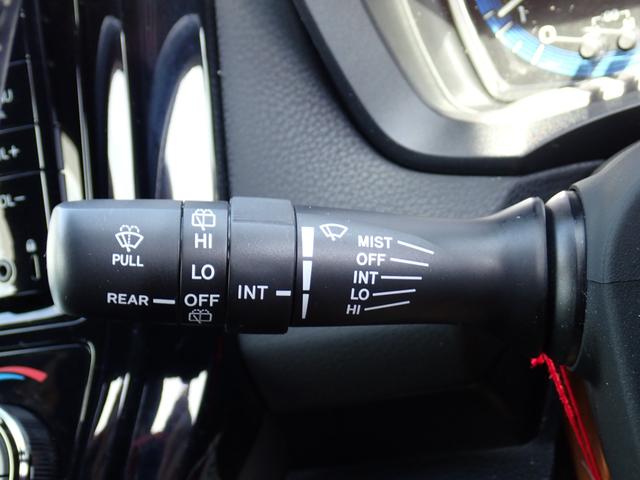 PULL
REAR
HI
LO
OFF
INT
MIST
OFF
INT
LO
HI